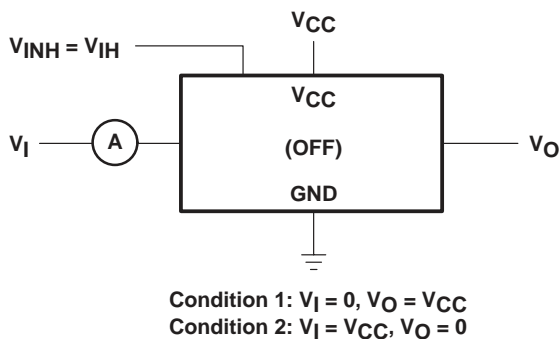 VCC
VINH = VIH
VCC
VI
A
(OFF)
VO
GND
Condition 1: VI = 0, VO = VCC
Condition 2: VI = VCC, VO = 0